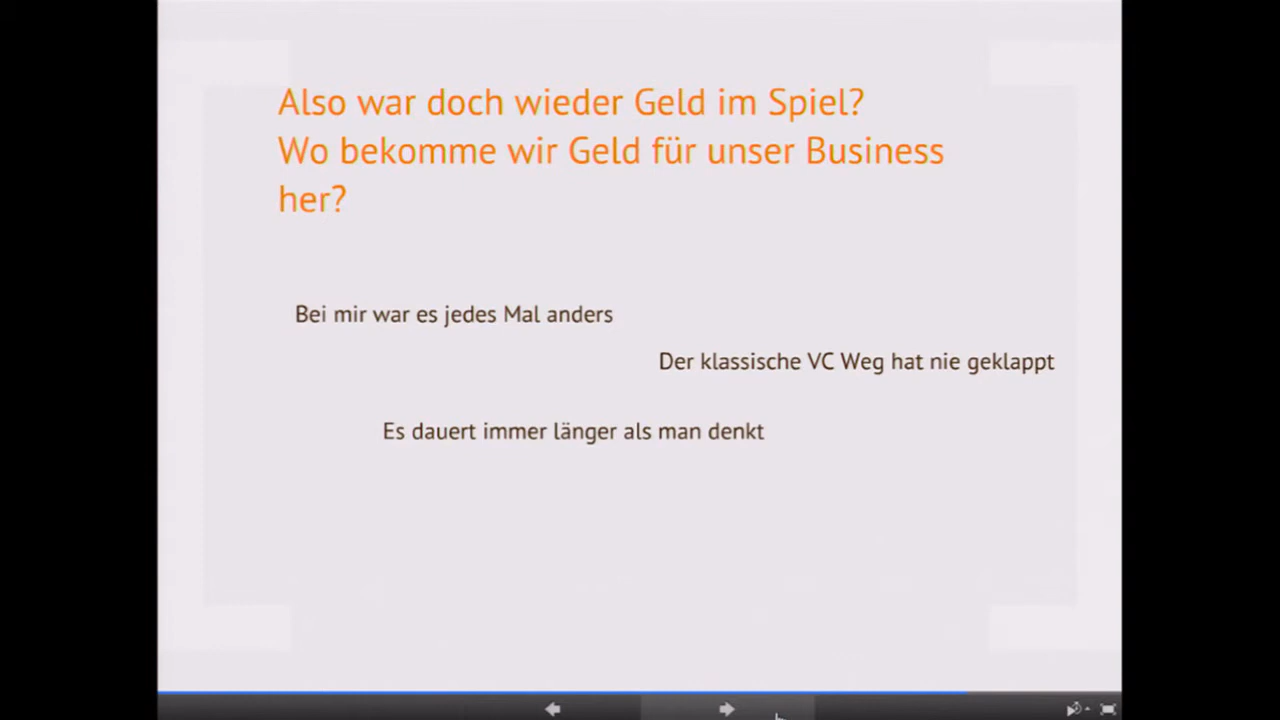 Also war doch wieder Geld im Spiel?
Wo bekomme wir Geld für unser Business
her?
Bei mir war es jedes Mal anders
Der klassische VC Weg hat nie geklappt
Es dauert immer länger als man denkt